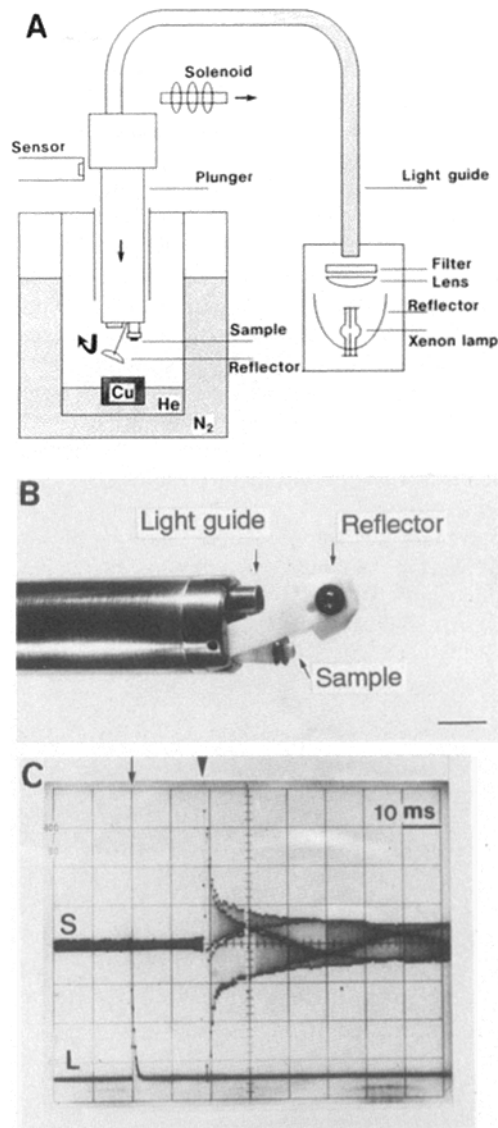 A
Solenoid
Sensor
Plunger
Light guide
Filter
Lens
Reflector
Sample
Xenon lamp
Reflector
Cu
He
N₂
B
Light guide
Reflector
Sample
C
10 ms
S
L